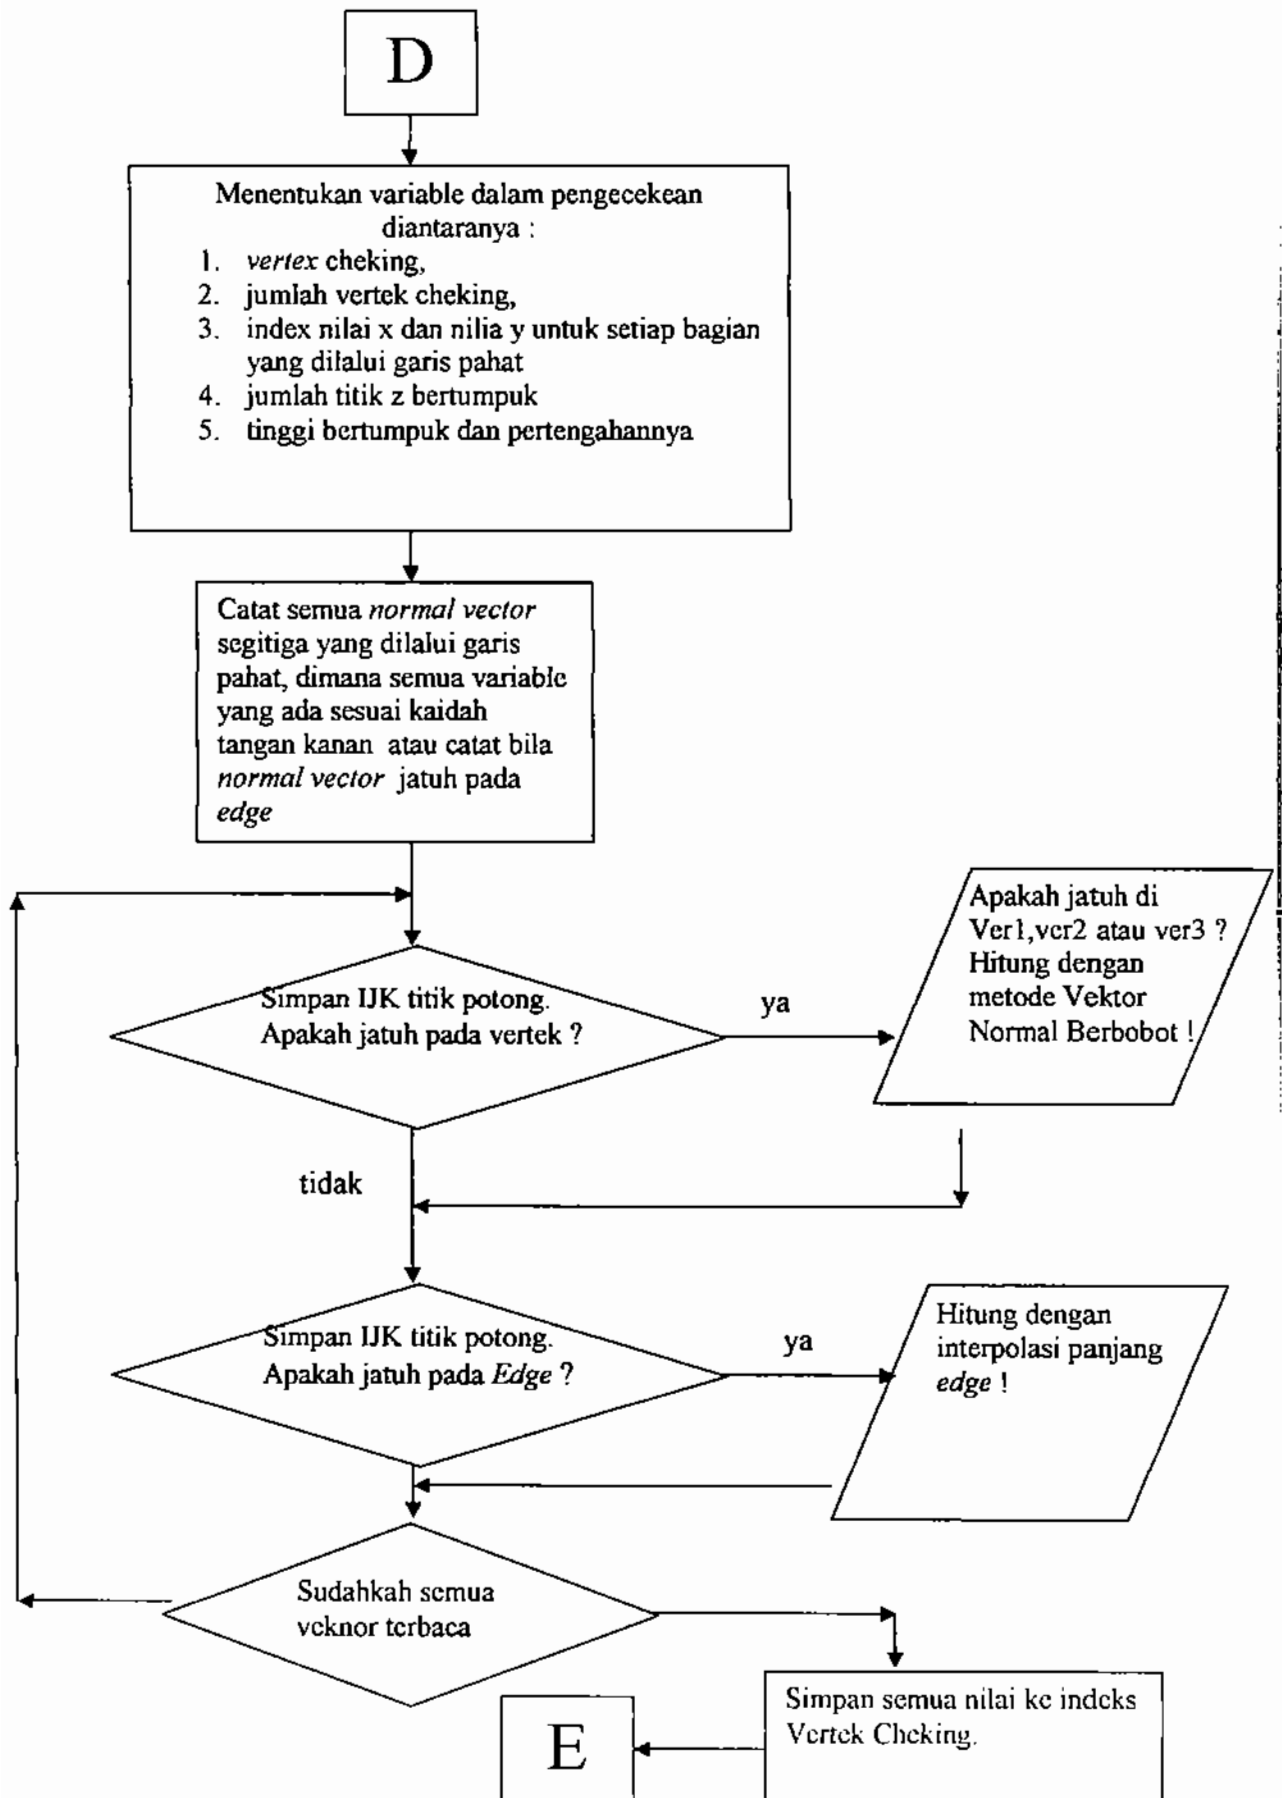 D
Menentukan variable dalam pengecekean
diantaranya :
1. vertex cheking,
2. jumlah vertek cheking,
3. index nilai x dan nilia y untuk setiap bagian
yang dilalui garis pahat
4. jumlah titik z bertumpuk
5. tinggi bertumpuk dan pertengahannya
Catat semua normal vector
segitiga yang dilalui garis
pahat, dimana semua variable
yang ada sesuai kaidah
tangan kanan atau catat bila
normal vector jatuh pada
edge
Simpan IJK titik potong.
Apakah jatuh pada vertek ?
ya
Apakah jatuh di
Ver1,ver2 atau ver3 ?
Hitung dengan
metode Vektor
Normal Berbobot !
tidak
Simpan IJK titik potong.
Apakah jatuh pada Edge ?
ya
Hitung dengan
interpolasi panjang
edge !
Sudahkah semua
veknor terbaca
Simpan semua nilai ke indeks
Vertek Cheking.
E